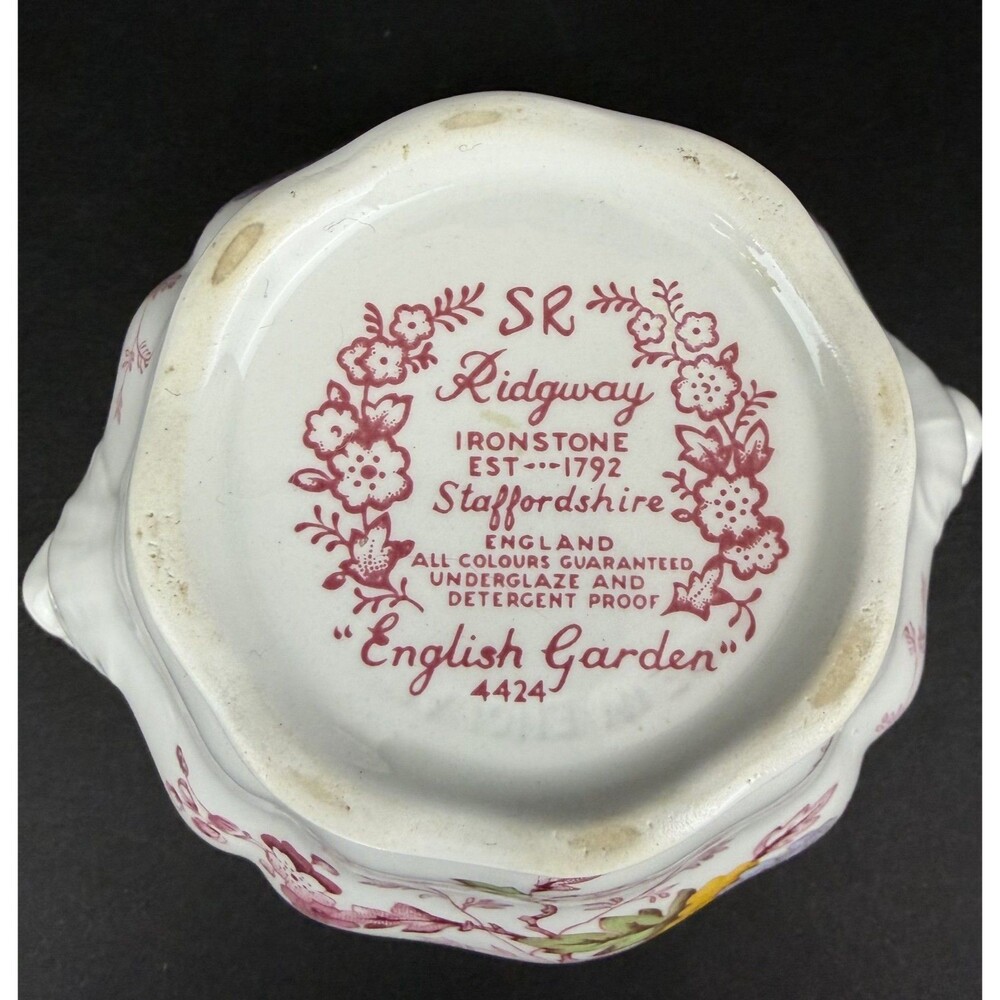 SR
Ridgway
IRONSTONE
EST----1792
Staffordshire
ENGLAND
ALL COLOURS GUARANTEED
UNDERGLAZE AND
DETERGENT PROOF
"English Garden"
4424